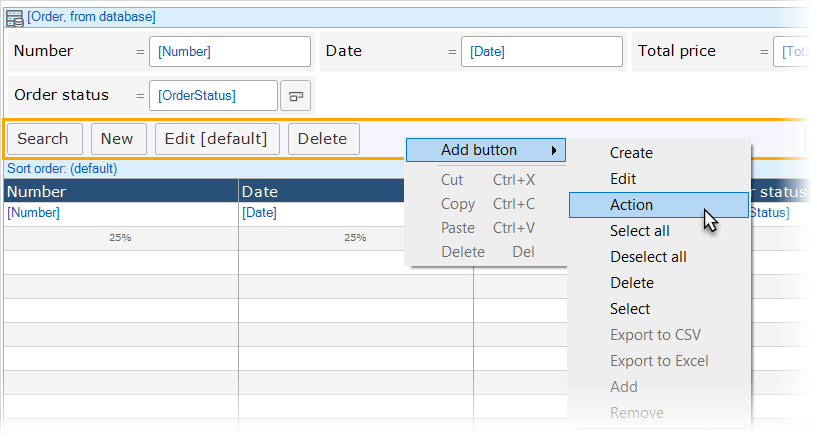 [Order, from database]
Number = [Number] Date = [Date] Total price =
Order status = [OrderStatus]
Search New Edit [default] Delete
Sort order: (default)
Number Date status
[Number] [Date] Status]
25% 25%
Add button
Cut Ctrl+X
Copy Ctrl+C
Paste Ctrl+V
Delete Del
Create
Edit
Action
Select all
Deselect all
Delete
Select
Export to CSV
Export to Excel
Add
Remove